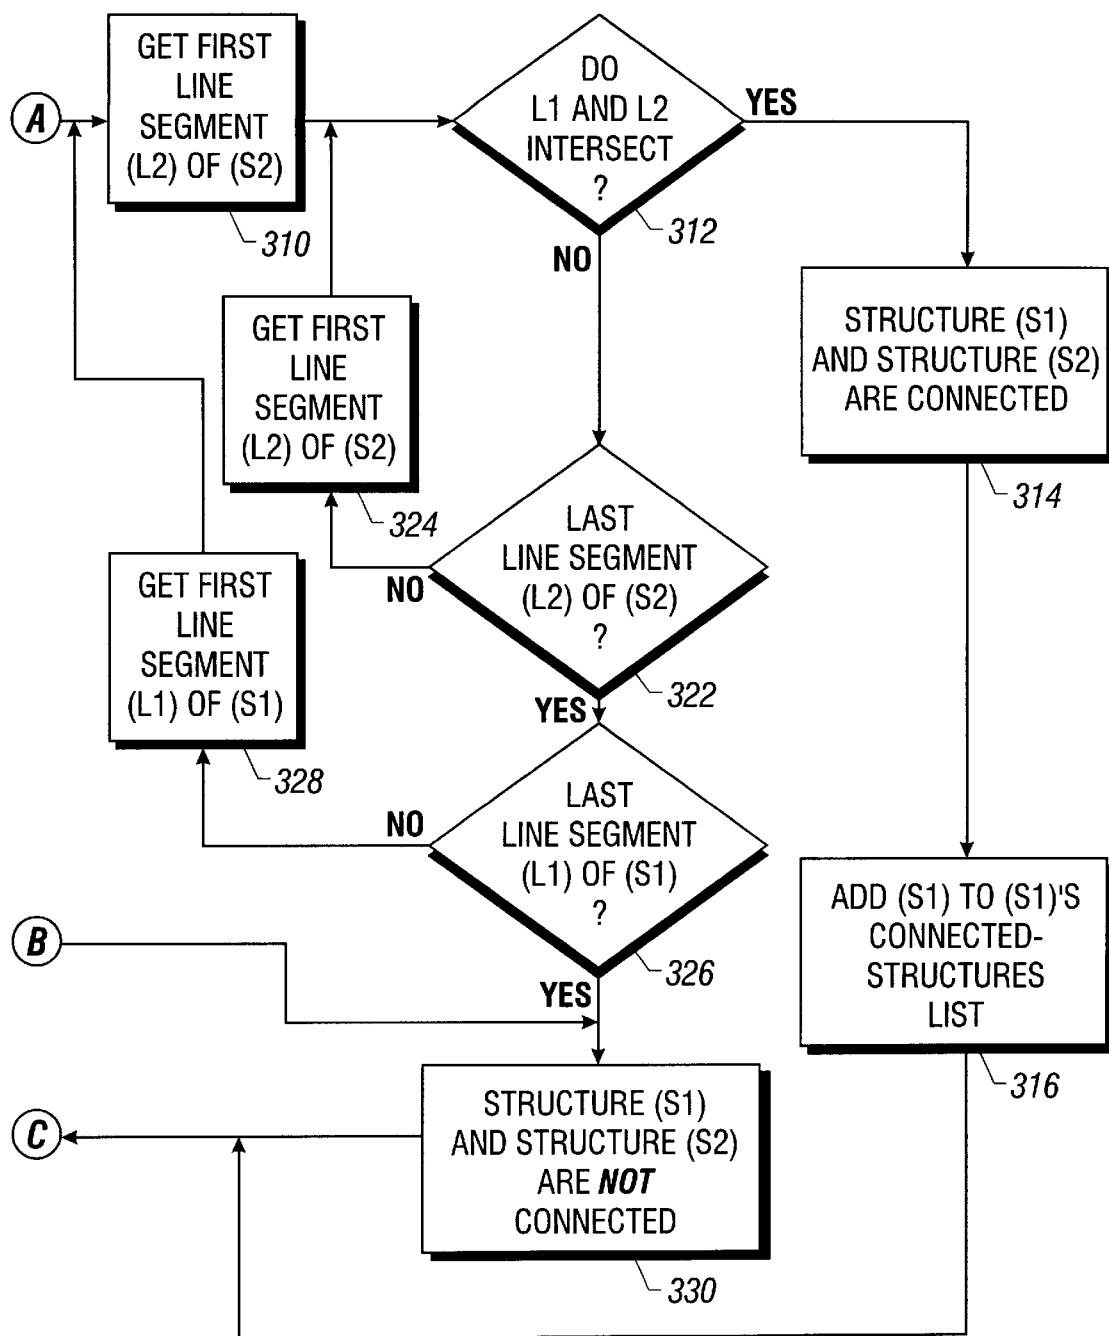 A
GET FIRST
LINE
SEGMENT
(L2) OF (S2)
310
DO
L1 AND L2
INTERSECT
?
312
YES
NO
STRUCTURE (S1)
AND STRUCTURE (S2)
ARE CONNECTED
314
GET FIRST
LINE
SEGMENT
(L2) OF (S2)
324
LAST
LINE SEGMENT
(L2) OF (S2)
?
322
NO
YES
GET FIRST
LINE
SEGMENT
(L1) OF (S1)
328
LAST
LINE SEGMENT
(L1) OF (S1)
?
326
NO
YES
ADD (S1) TO (S1)'S
CONNECTED-
STRUCTURES
LIST
316
B
STRUCTURE (S1)
AND STRUCTURE (S2)
ARE NOT
CONNECTED
330
C